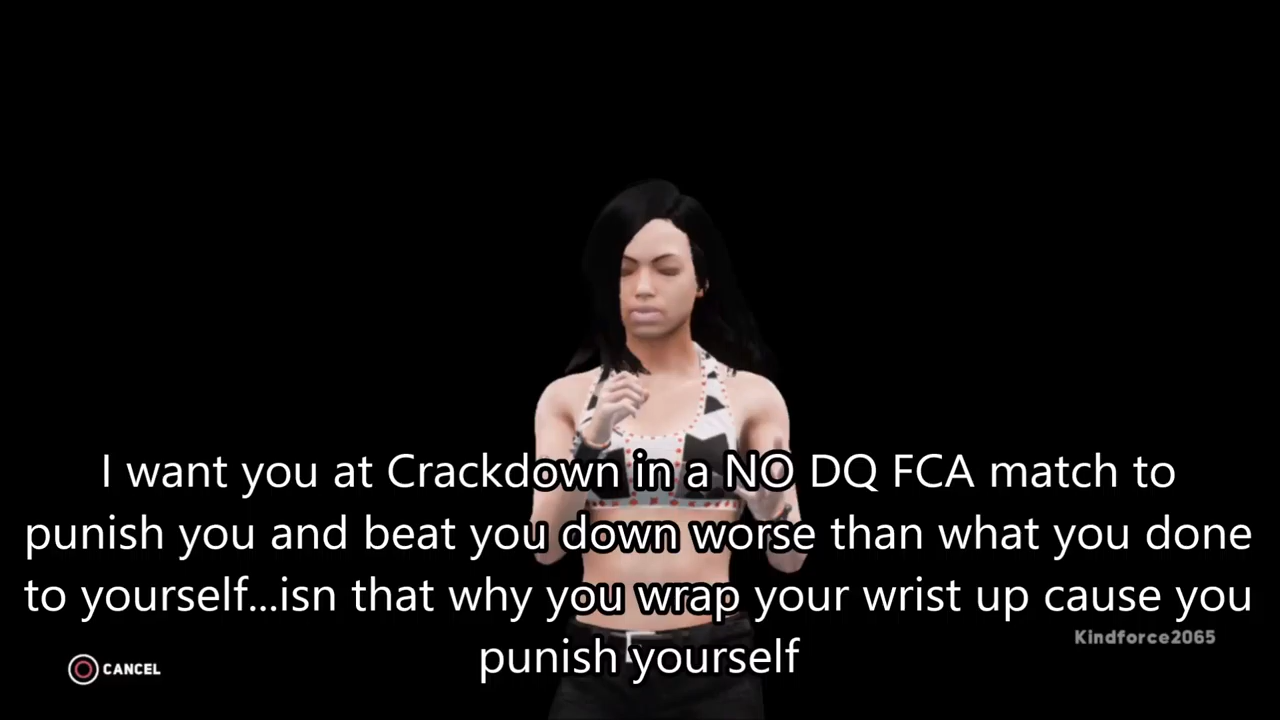 I want you at Crackdown in a NO DQ FCA match to
punish you and beat you down worse than what you done
to yourself...isn that why you wrap your wrist up cause you
punish yourself
Kindforce2065
CANCEL